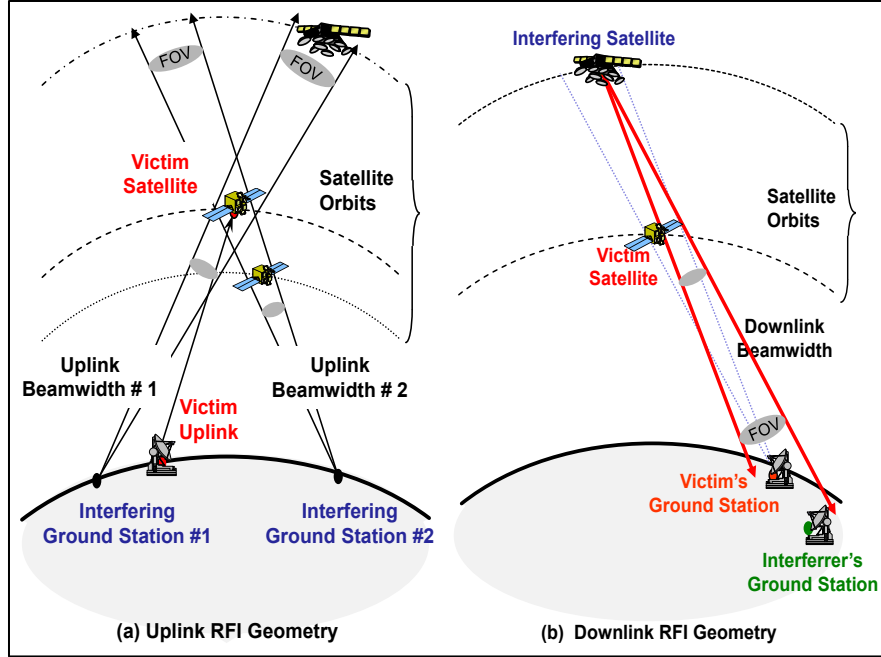 FOV
FOV
Victim
Satellite
Satellite
Orbits
Uplink
Beamwidth # 1
Uplink
Beamwidth # 2
Victim
Uplink
Interfering
Ground Station #1
Interfering
Ground Station #2
(a) Uplink RFI Geometry
Interfering Satellite
Satellite
Orbits
Victim
Satellite
Downlink
Beamwidth
FOV
Victim's
Ground Station
Interferrer's
Ground Station
(b) Downlink RFI Geometry